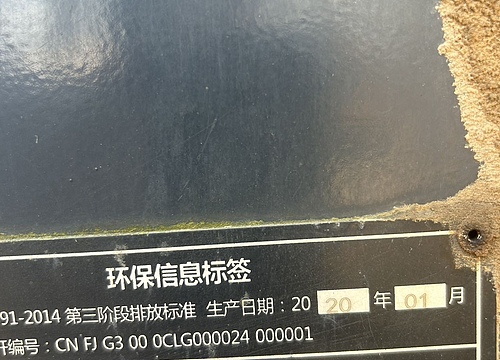 环保信息标签
91-2014 第三阶段排放标准 生产日期：20 20 年 01 月
编号：CN FJ G3 00 0CLG000024 000001